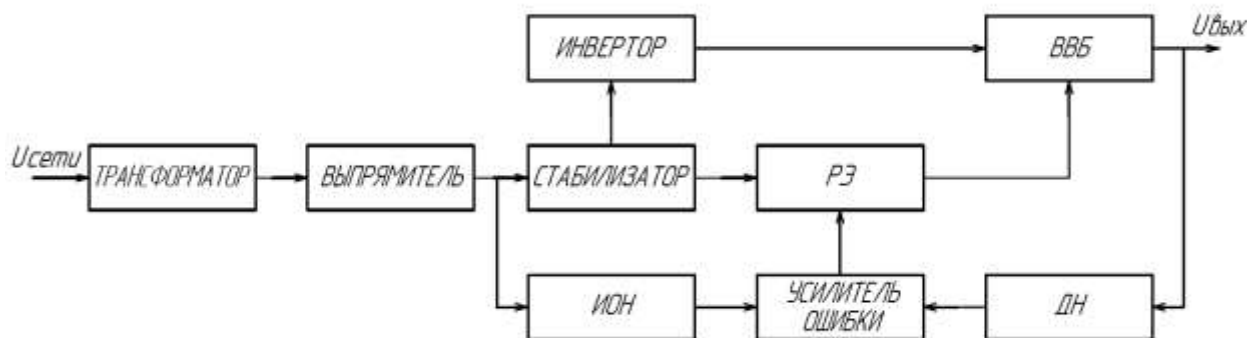 ИНВЕРТОР
ВВБ
Uвых
Uсети
ТРАНСФОРМАТОР
ВЫПРЯМИТЕЛЬ
СТАБИЛИЗАТОР
РЭ
ИОН
УСИЛИТЕЛЬ
ОШИБКИ
ДН